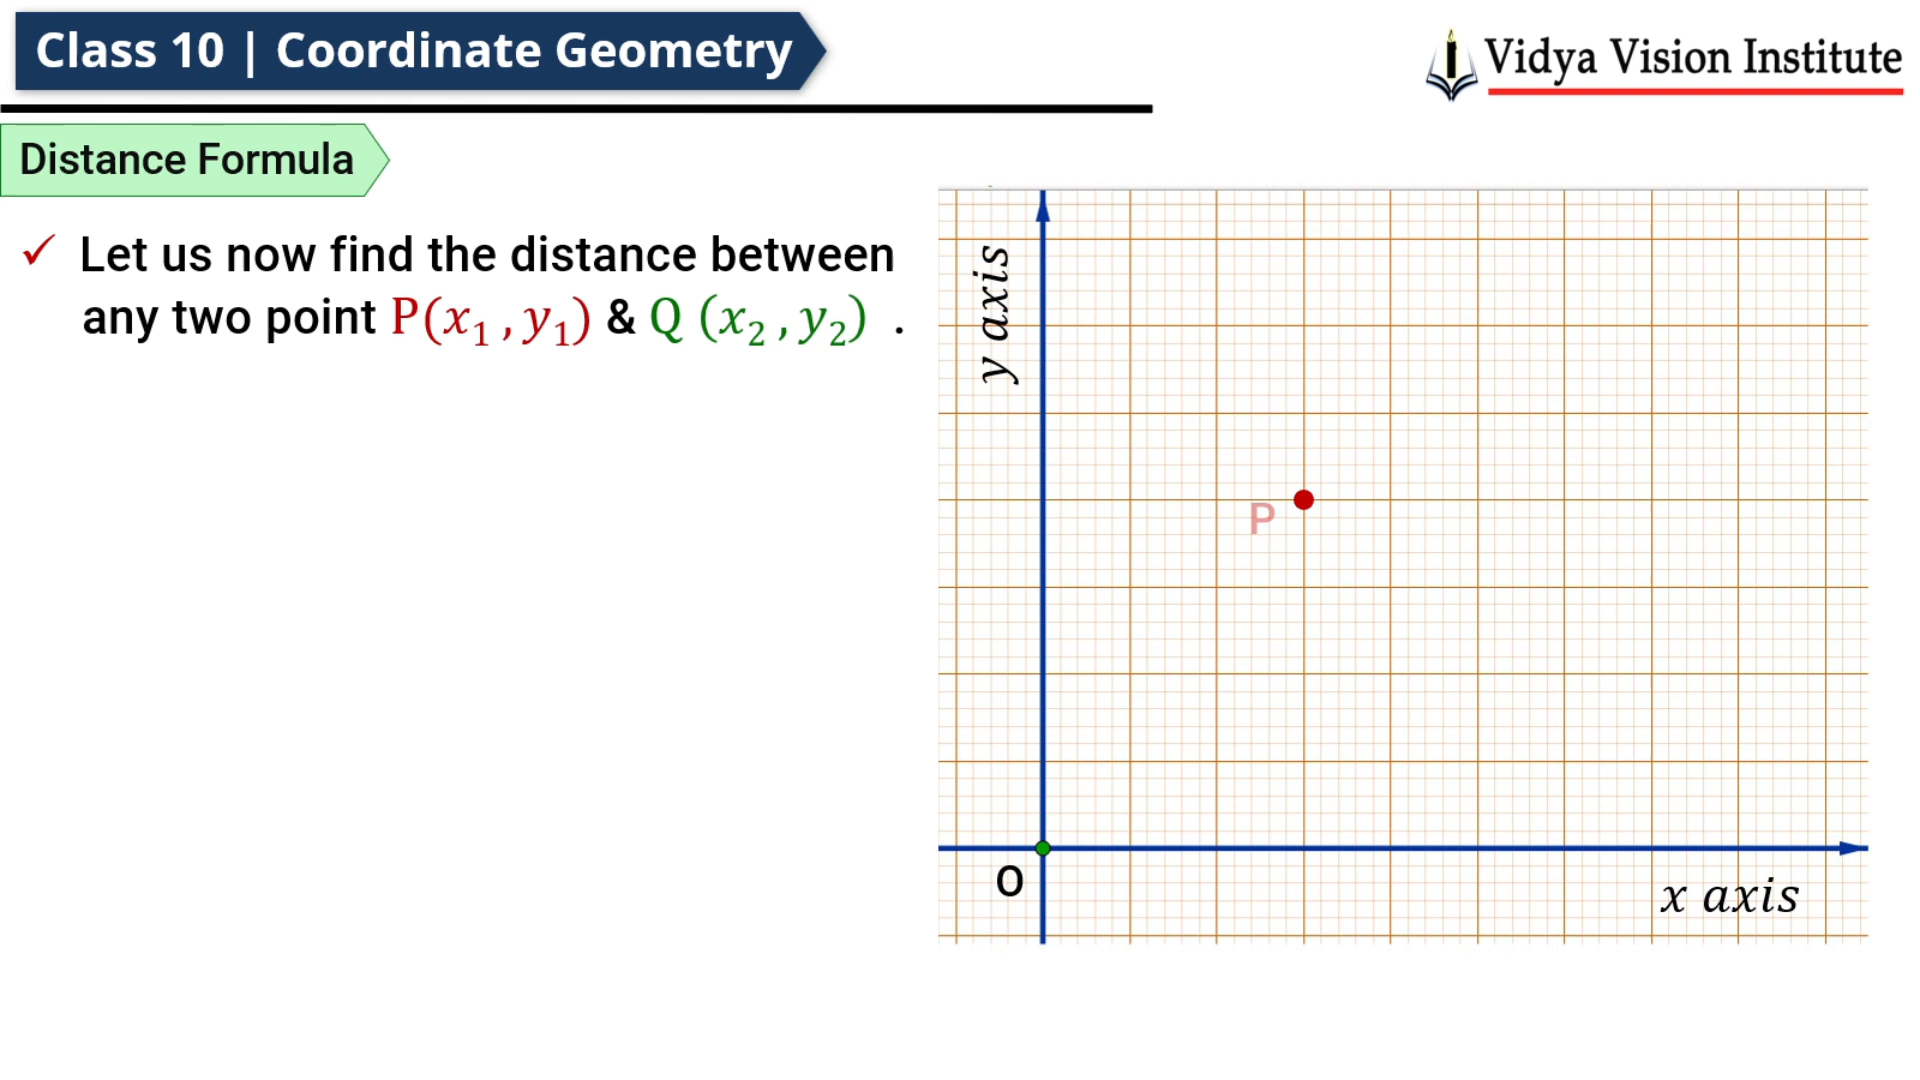 Class 10 | Coordinate Geometry
Vidya Vision Institute
Distance Formula
✓ Let us now find the distance between
any two point P(x₁ , y₁) & Q (x₂ , y₂) .
y axis
P
O
x axis